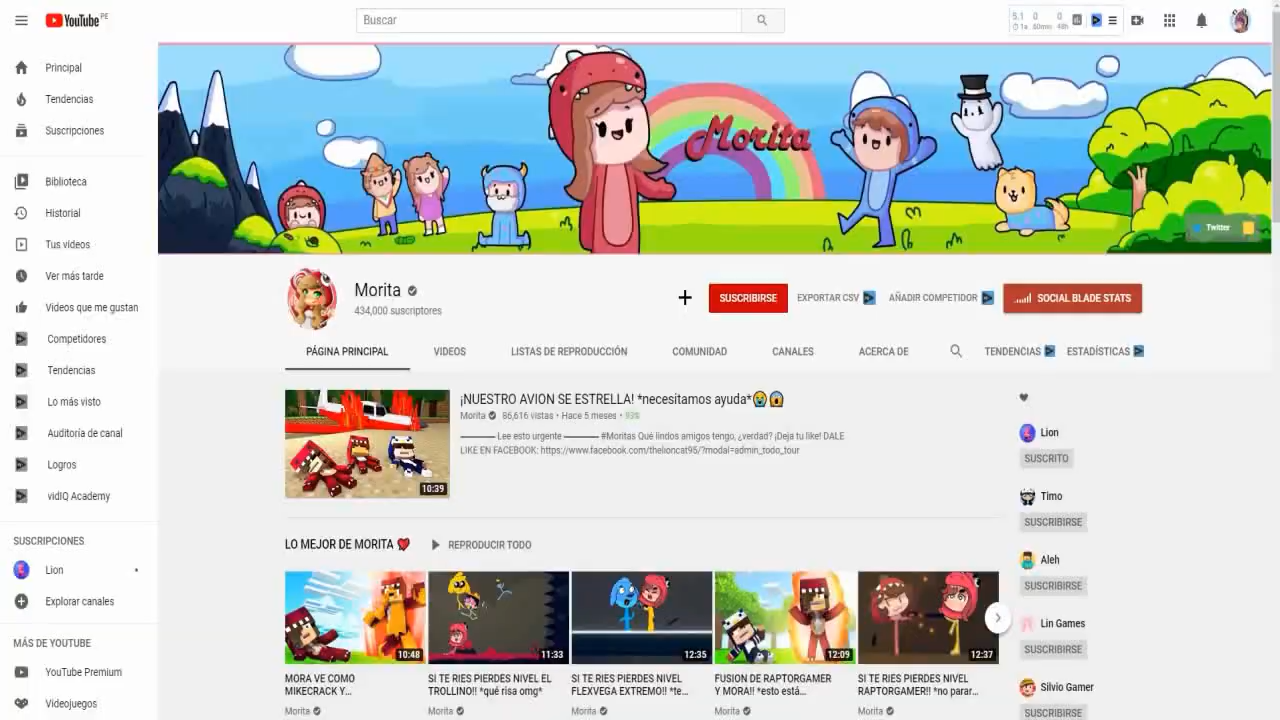 YouTube PE
Buscar
5.1 0 0
1s 60min 48h
Principal
Tendencias
Suscripciones
Biblioteca
Historial
Tus videos
Ver más tarde
Videos que me gustan
Competidores
Tendencias
Lo más visto
Auditoría de canal
Logros
vidIQ Academy
SUSCRIPCIONES
Lion
Explorar canales
MÁS DE YOUTUBE
YouTube Premium
Videojuegos
Morita
Twitter
Morita
434,000 suscriptores
SUSCRIBIRSE
EXPORTAR CSV
AÑADIR COMPETIDOR
SOCIAL BLADE STATS
PÁGINA PRINCIPAL
VIDEOS
LISTAS DE REPRODUCCIÓN
COMUNIDAD
CANALES
ACERCA DE
TENDENCIAS
ESTADÍSTICAS
10:39
¡NUESTRO AVION SE ESTRELLA! *necesitamos ayuda*😭😱
Morita 86,616 vistas • Hace 5 meses • 93%
———— Lee esto urgente ———— #Moritas Qué lindos amigos tengo, ¿verdad? ¡Deja tu like! DALE
LIKE EN FACEBOOK: https://www.facebook.com/thelioncat95/?modal=admin_todo_tour
LO MEJOR DE MORITA 💖
REPRODUCIR TODO
10:48
MORA VE COMO
MIKECRACK Y...
Morita
11:33
SI TE RIES PIERDES NIVEL EL
TROLLINO!! *qué risa omg*
Morita
12:35
SI TE RIES PIERDES NIVEL
FLEXVEGA EXTREMO!! *te...
Morita
12:09
FUSION DE RAPTORGAMER
Y MORA!! *esto está...
Morita
12:37
SI TE RIES PIERDES NIVEL
RAPTORGAMER!! *no parar...
Morita
♥
Lion
SUSCRITO
Timo
SUSCRIBIRSE
Aleh
SUSCRIBIRSE
Lin Games
SUSCRIBIRSE
Silvio Gamer
SUSCRIBIRSE